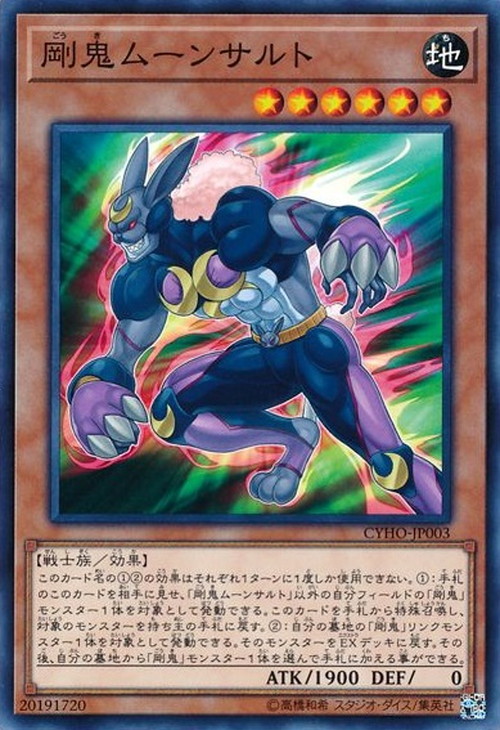 剛鬼ムーンサルト
地
CYHO-JP003
【戦士族/効果】
このカード名の①②の効果はそれぞれ1ターンに1度しか使用できない。①:手札
のこのカードを相手に見せ、「剛鬼ムーンサルト」以外の自分フィールドの「剛鬼」
モンスター1体を対象として発動できる。このカードを手札から特殊召喚し、
対象のモンスターを持ち主の手札に戻す。②:自分の墓地の「剛鬼」リンクモン
スター1体を対象として発動できる。そのモンスターをEXデッキに戻す。その
後、自分の墓地から「剛鬼」モンスター1体を選んで手札に加える事ができる。
ATK/1900 DEF/ 0
20191720
©高橋和希 スタジオ・ダイス/集英社